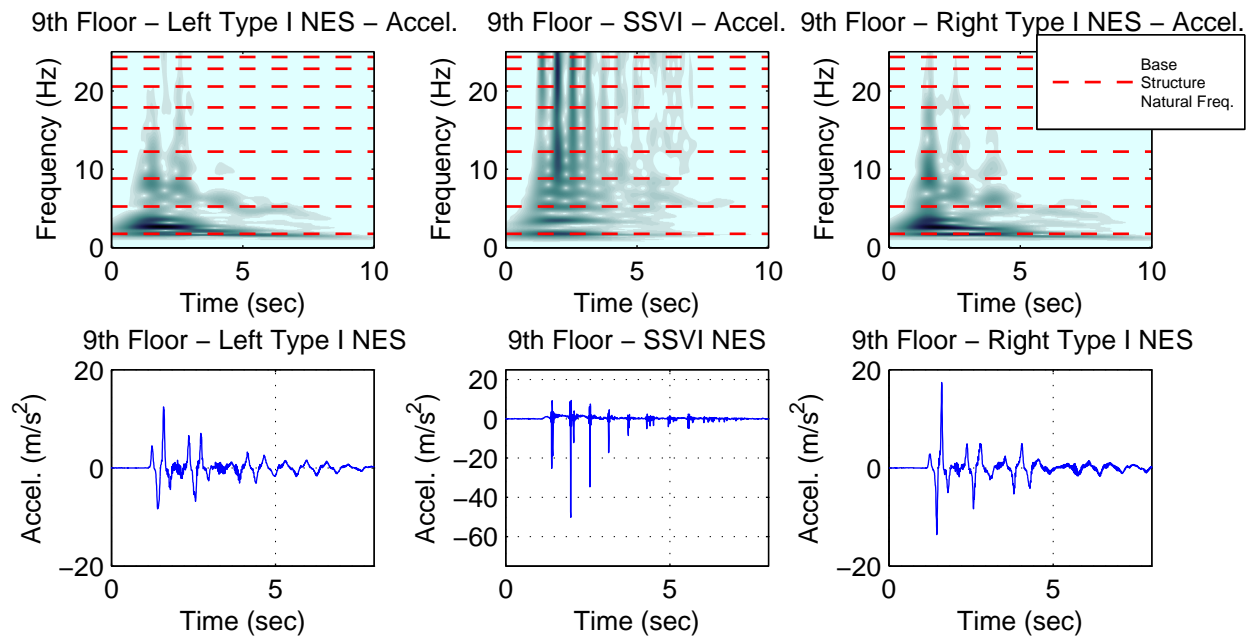 9th Floor – Left Type I NES – Accel.
9th Floor – SSVI – Accel.
9th Floor – Right Type I NES – Accel.
Base
Structure
Natural Freq.
Frequency (Hz)
20
10
0
0
5
10
Time (sec)
Frequency (Hz)
20
10
0
0
5
10
Time (sec)
Frequency (Hz)
20
10
0
0
5
10
Time (sec)
9th Floor – Left Type I NES
9th Floor – SSVI NES
9th Floor – Right Type I NES
Accel. (m/s²)
20
0
−20
0
5
Time (sec)
Accel. (m/s²)
20
0
−20
−40
−60
0
5
Time (sec)
Accel. (m/s²)
20
0
−20
0
5
Time (sec)